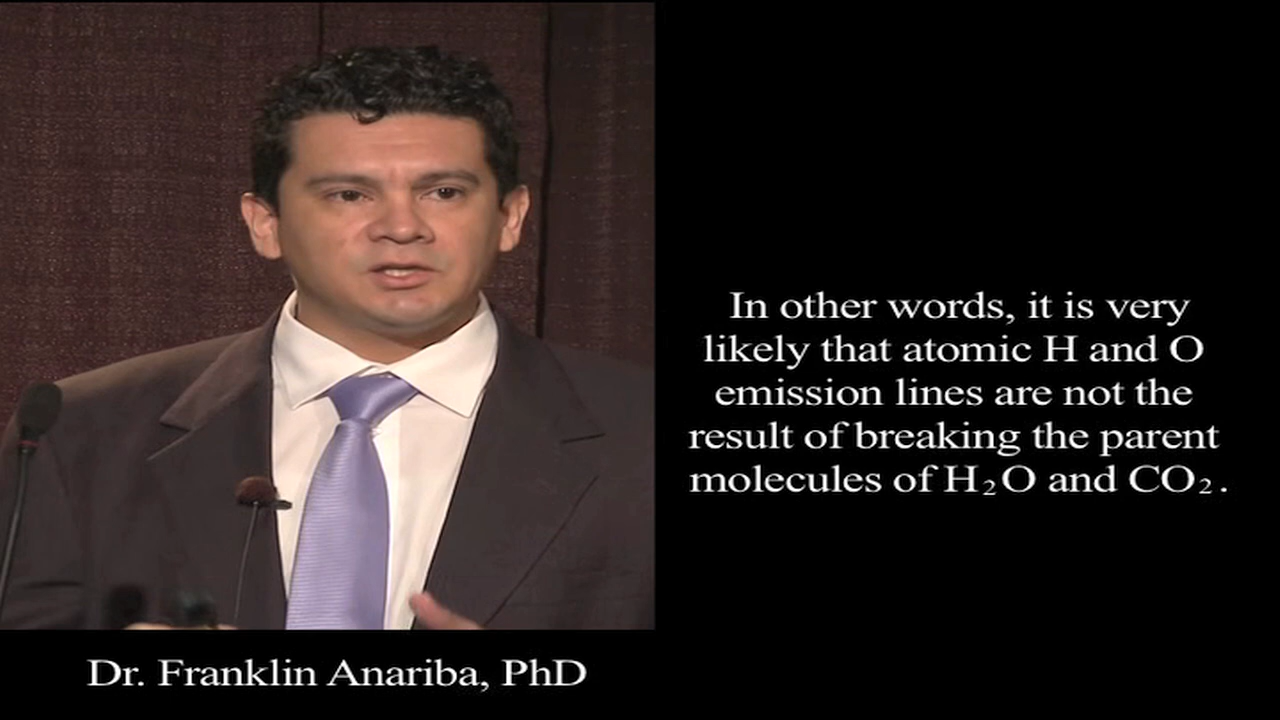 In other words, it is very
likely that atomic H and O
emission lines are not the
result of breaking the parent
molecules of H₂O and CO₂.
Dr. Franklin Anariba, PhD